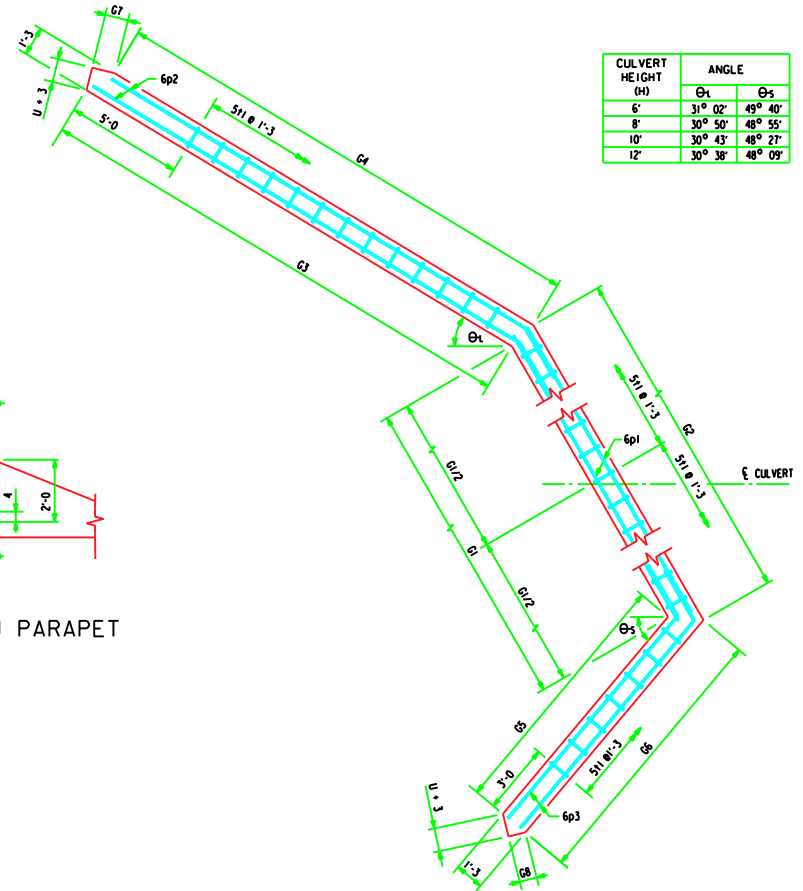 G7
1'-3
U + 3
6p2
5t1 @ 1'-3
5'-0
G4
G3
CULVERT HEIGHT (H) ANGLE
Θʟ Θs
6' 31° 02' 49° 40'
8' 30° 50' 48° 55'
10' 30° 43' 48° 27'
12' 30° 38' 48° 09'
Θʟ
5t1 @ 1'-3
G2
6p1
5t1 @ 1'-3
℄ CULVERT
G1/2
G1
G1/2
4
2'-0
PARAPET
Θs
G5
G6
3'-0
5t1 @1'-3
U + 3
6p3
1'-3
G8